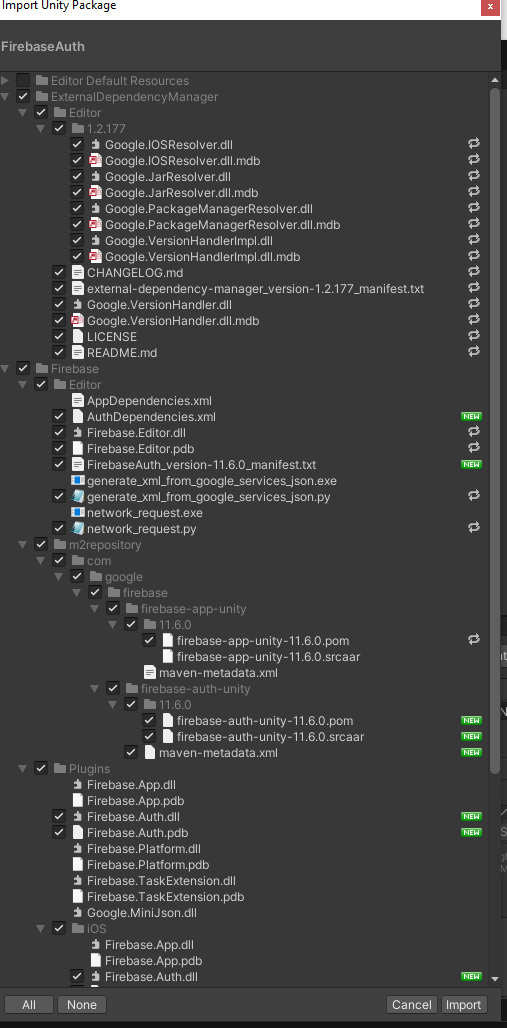 Import Unity Package
x
FirebaseAuth
Editor Default Resources
ExternalDependencyManager
Editor
1.2.177
Google.IOSResolver.dll
Google.IOSResolver.dll.mdb
Google.JarResolver.dll
Google.JarResolver.dll.mdb
Google.PackageManagerResolver.dll
Google.PackageManagerResolver.dll.mdb
Google.VersionHandlerImpl.dll
Google.VersionHandlerImpl.dll.mdb
CHANGELOG.md
external-dependency-manager_version-1.2.177_manifest.txt
Google.VersionHandler.dll
Google.VersionHandler.dll.mdb
LICENSE
README.md
Firebase
Editor
AppDependencies.xml
AuthDependencies.xml NEW
Firebase.Editor.dll
Firebase.Editor.pdb
FirebaseAuth_version-11.6.0_manifest.txt NEW
generate_xml_from_google_services_json.exe
generate_xml_from_google_services_json.py
network_request.exe
network_request.py
m2repository
com
google
firebase
firebase-app-unity
11.6.0
firebase-app-unity-11.6.0.pom
firebase-app-unity-11.6.0.srcaar
maven-metadata.xml
firebase-auth-unity
11.6.0
firebase-auth-unity-11.6.0.pom NEW
firebase-auth-unity-11.6.0.srcaar NEW
maven-metadata.xml NEW
Plugins
Firebase.App.dll
Firebase.App.pdb
Firebase.Auth.dll NEW
Firebase.Auth.pdb NEW
Firebase.Platform.dll
Firebase.Platform.pdb
Firebase.TaskExtension.dll
Firebase.TaskExtension.pdb
Google.MiniJson.dll
iOS
Firebase.App.dll
Firebase.App.pdb
Firebase.Auth.dll NEW
All None Cancel Import